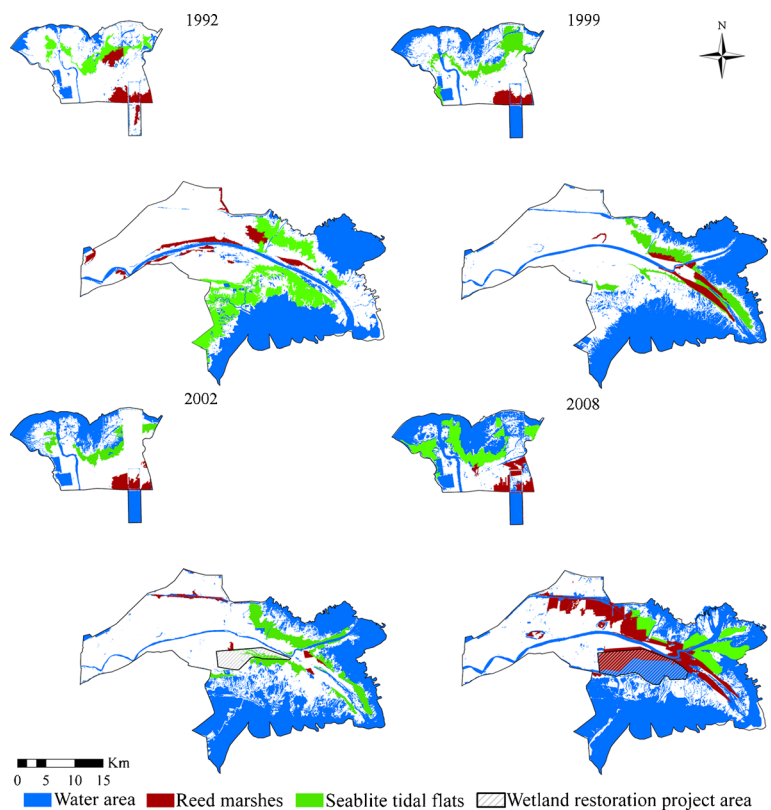 1992
1999
N
2002
2008
Km
0 5 10 15
Water area Reed marshes Seablite tidal flats Wetland restoration project area